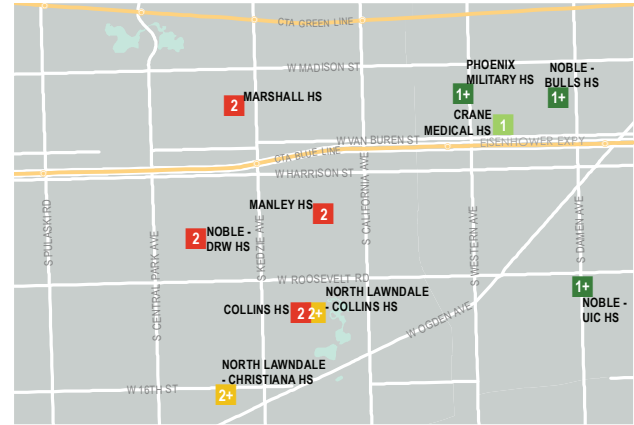 CTA GREEN LINE
W MADISON ST
PHOENIX
MILITARY HS
1+
NOBLE -
BULLS HS
1+
2
MARSHALL HS
CRANE
MEDICAL HS
1
W VAN BUREN ST
EISENHOWER EXPY
CTA BLUE LINE
W HARRISON ST
S PULASKI RD
S CENTRAL PARK AVE
S KEDZIE AVE
S CALIFORNIA AVE
S WESTERN AVE
S DAMEN AVE
MANLEY HS
2
2
NOBLE -
DRW HS
W ROOSEVELT RD
COLLINS HS
2
2+
NORTH LAWNDALE
- COLLINS HS
W OGDEN AVE
1+
NOBLE -
UIC HS
NORTH LAWNDALE
- CHRISTIANA HS
W 16TH ST
2+